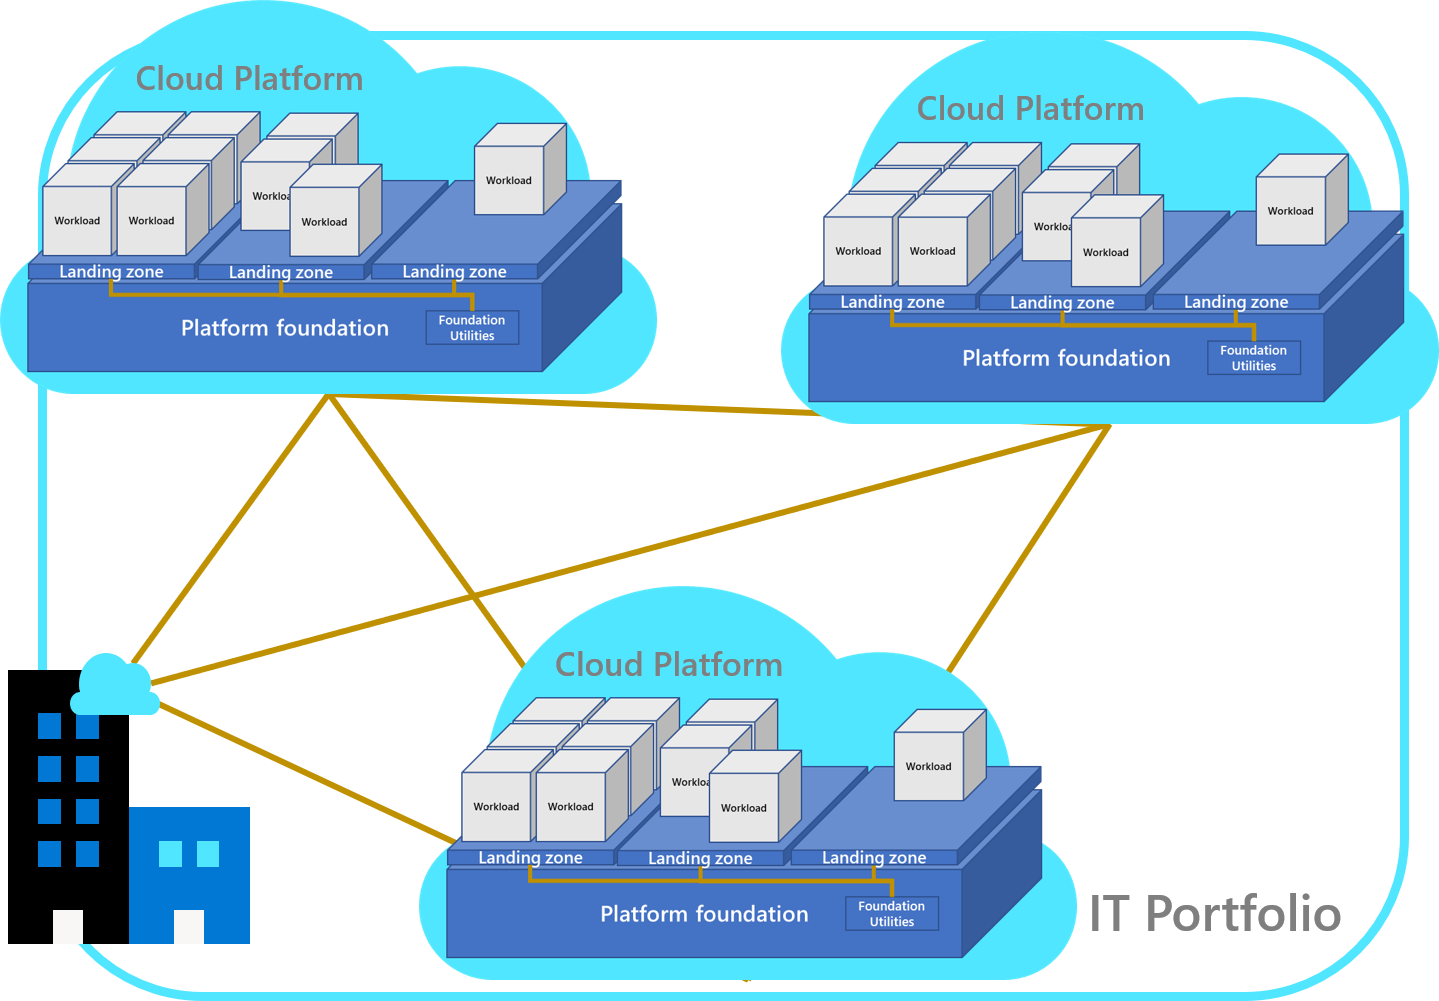 Cloud Platform
Workload
Workload
Workload
Workload
Landing zone
Landing zone
Landing zone
Platform foundation
Foundation
Utilities
Cloud Platform
Workload
Workload
Workload
Workload
Landing zone
Landing zone
Landing zone
Platform foundation
Foundation
Utilities
Cloud Platform
Workload
Workload
Workload
Workload
Landing zone
Landing zone
Landing zone
Platform foundation
Foundation
Utilities
IT Portfolio